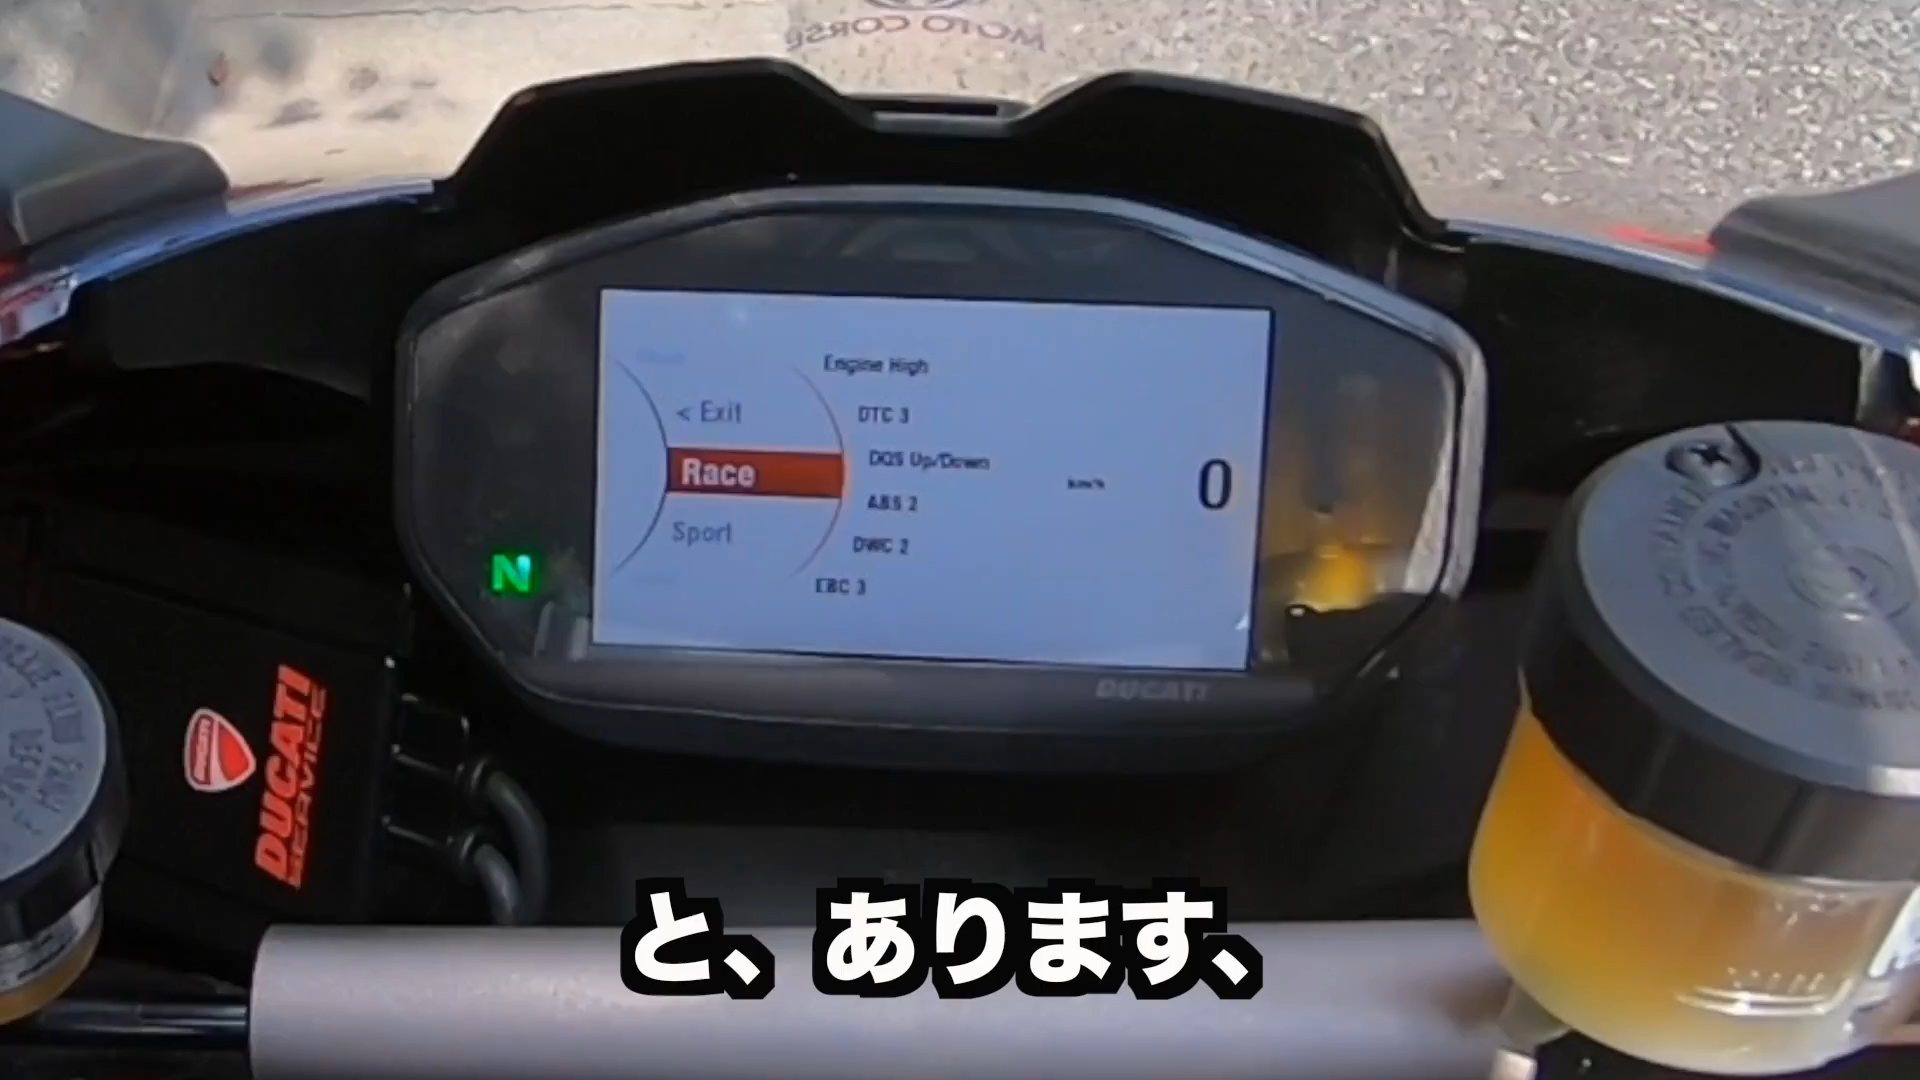 MOTO CORSE
Engine High
< Exit
DTC 3
Race
DQS Up/Down
km/h
0
ABS 2
Sport
DWC 2
N
EBC 3
DUCATI
DUCATI
DUCATI
SERVICE
と、あります、